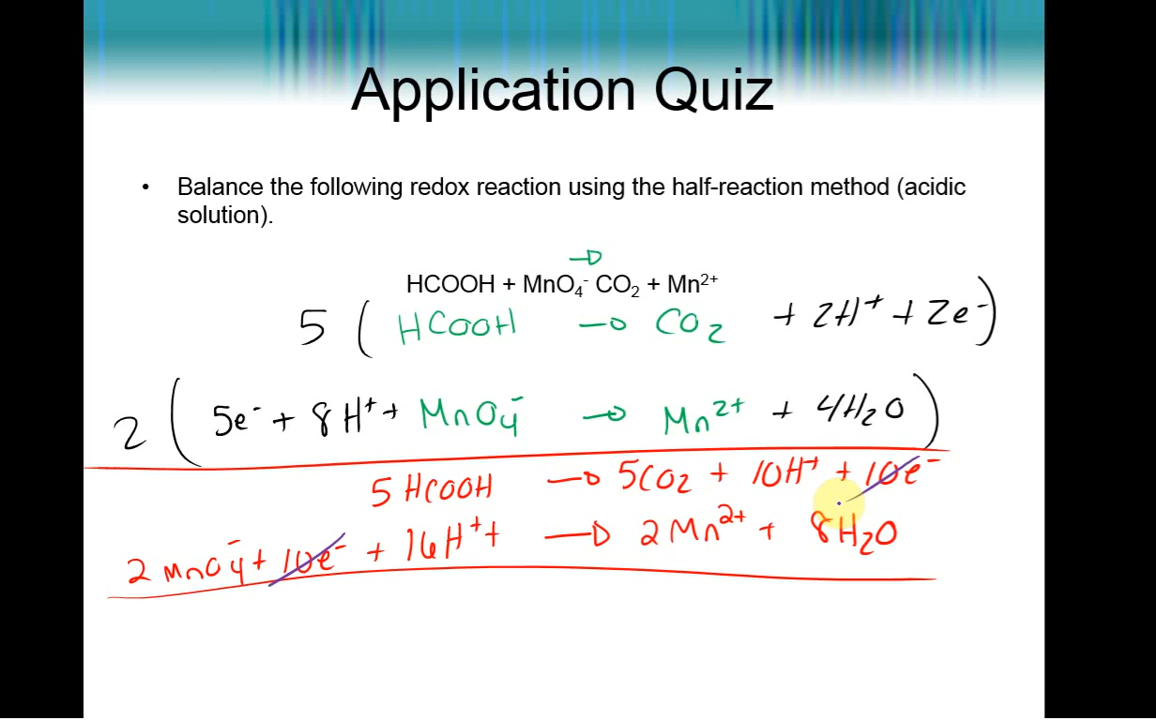 Application Quiz
• Balance the following redox reaction using the half-reaction method (acidic
solution).
→
HCOOH + MnO₄⁻ CO₂ + Mn²⁺
5 ( HCOOH → CO₂ + 2H⁺ + 2e⁻)
2 ( 5e⁻ + 8H⁺ + MnO₄⁻ → Mn²⁺ + 4H₂O )
5 HCOOH → 5CO₂ + 10H⁺ + 10e⁻
2 MnO₄⁻ + 10e⁻ + 16H⁺ + → 2Mn²⁺ + 8H₂O